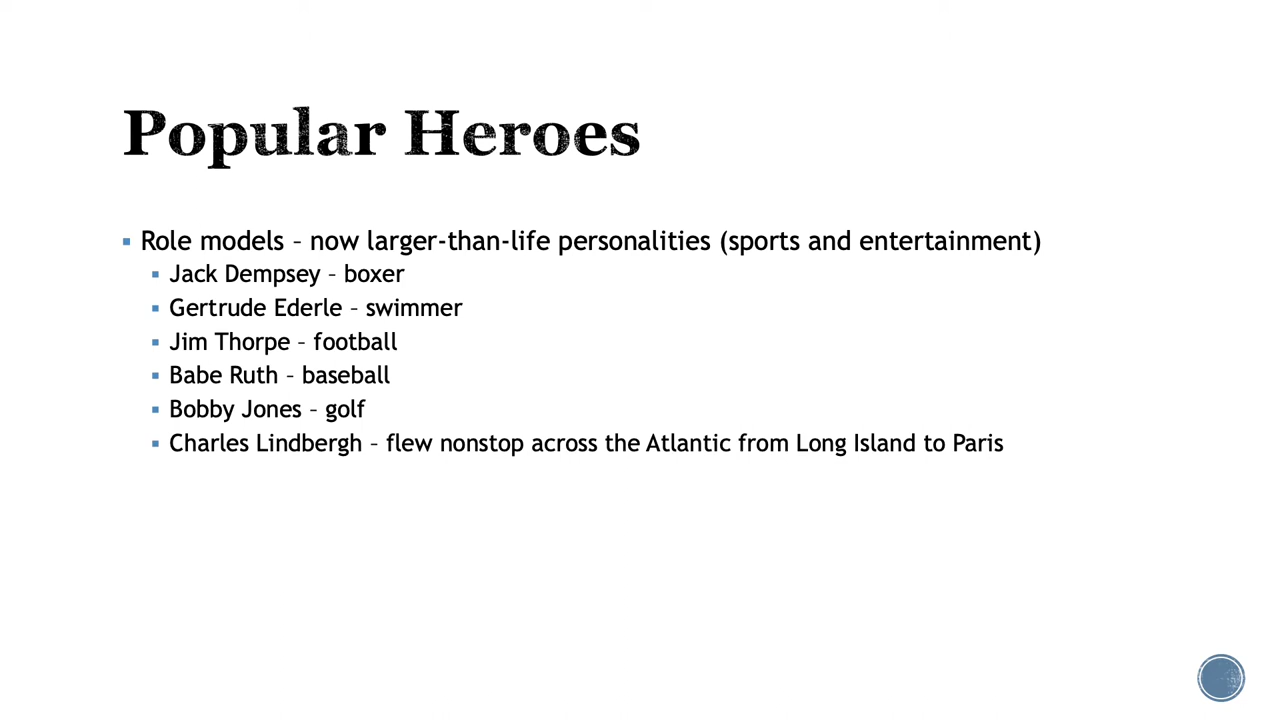 Popular Heroes
▪ Role models – now larger-than-life personalities (sports and entertainment)
▪ Jack Dempsey – boxer
▪ Gertrude Ederle – swimmer
▪ Jim Thorpe – football
▪ Babe Ruth – baseball
▪ Bobby Jones – golf
▪ Charles Lindbergh – flew nonstop across the Atlantic from Long Island to Paris